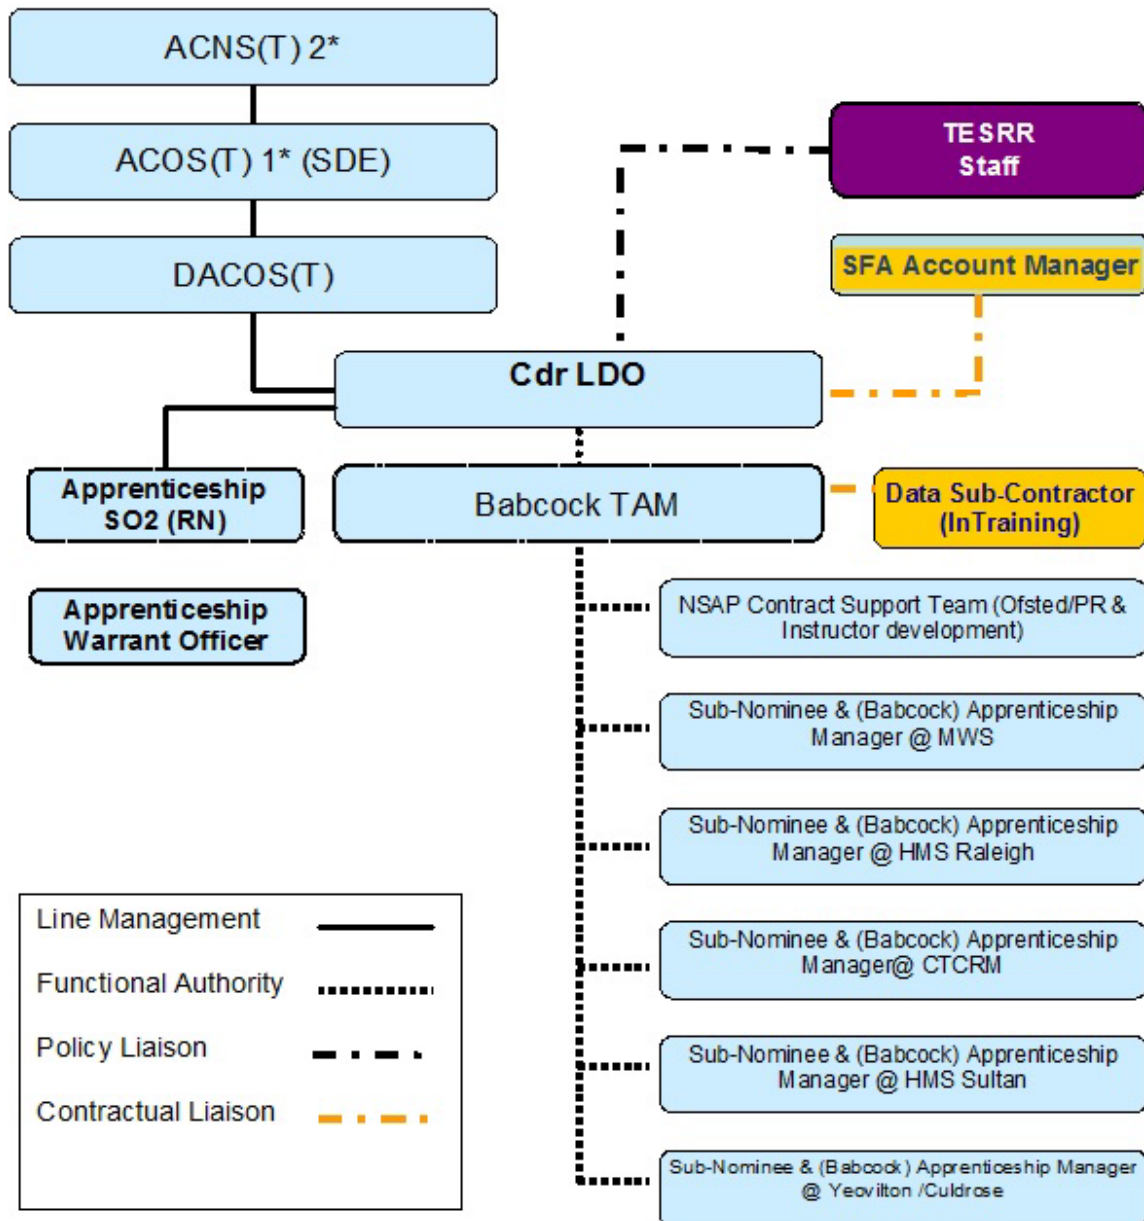 ACNS(T) 2*
ACOS(T) 1* (SDE)
DACOS(T)
TESRR
Staff
SFA Account Manager
Cdr LDO
Apprenticeship
SO2 (RN)
Babcock TAM
Data Sub-Contractor
(InTraining)
Apprenticeship
Warrant Officer
NSAP Contract Support Team (Ofsted/PR &
Instructor development)
Sub-Nominee & (Babcock) Apprenticeship
Manager @ MWS
Sub-Nominee & (Babcock) Apprenticeship
Manager @ HMS Raleigh
Sub-Nominee & (Babcock) Apprenticeship
Manager@ CTCRM
Sub-Nominee & (Babcock) Apprenticeship
Manager @ HMS Sultan
Sub-Nominee & (Babcock) Apprenticeship Manager
@ Yeovilton /Culdrose
Line Management
Functional Authority
Policy Liaison
Contractual Liaison